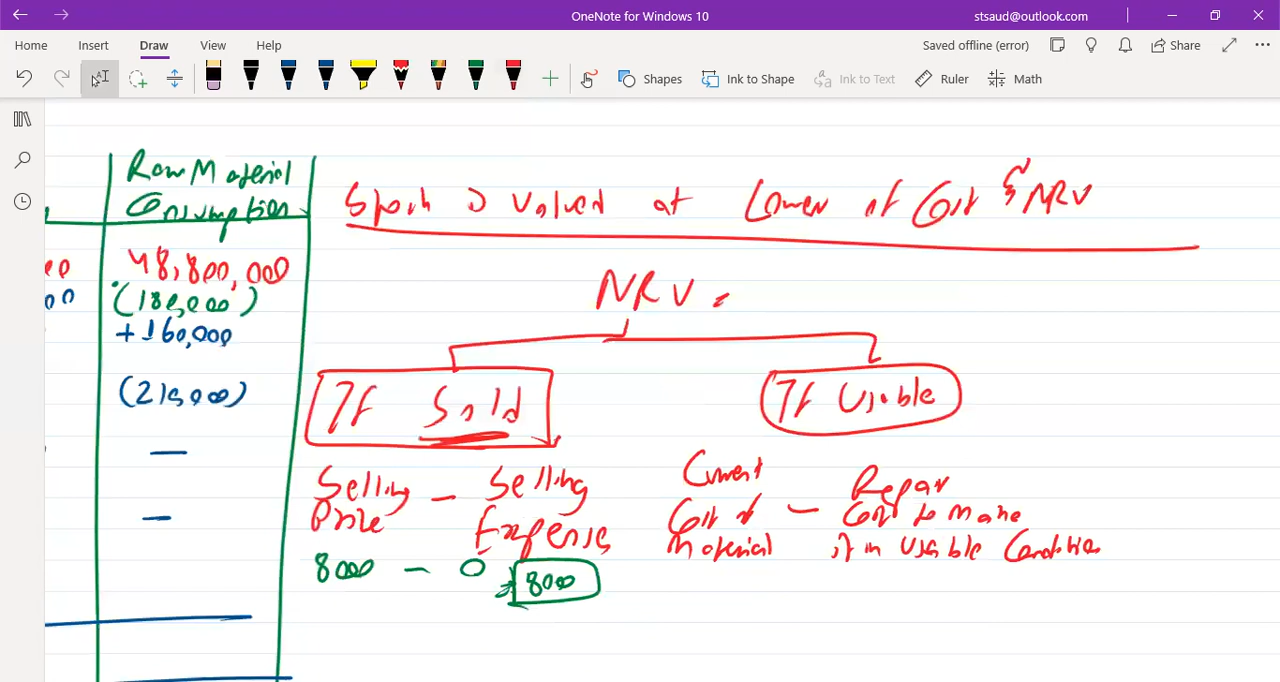 OneNote for Windows 10
stsaud@outlook.com
Home Insert Draw View Help
Saved offline (error) Share
Shapes Ink to Shape Ink to Text Ruler Math
Raw Material
Consumption
48,800,000
(180,000)
+160,000
00
Stock is valued at Lower of Cost & NRV
NRV =
If Sold
If Usable
Selling Price - Selling Expense
Current Cost of Material - Repair Cost to make it in Usable Condition
8000 - 0 = 8000